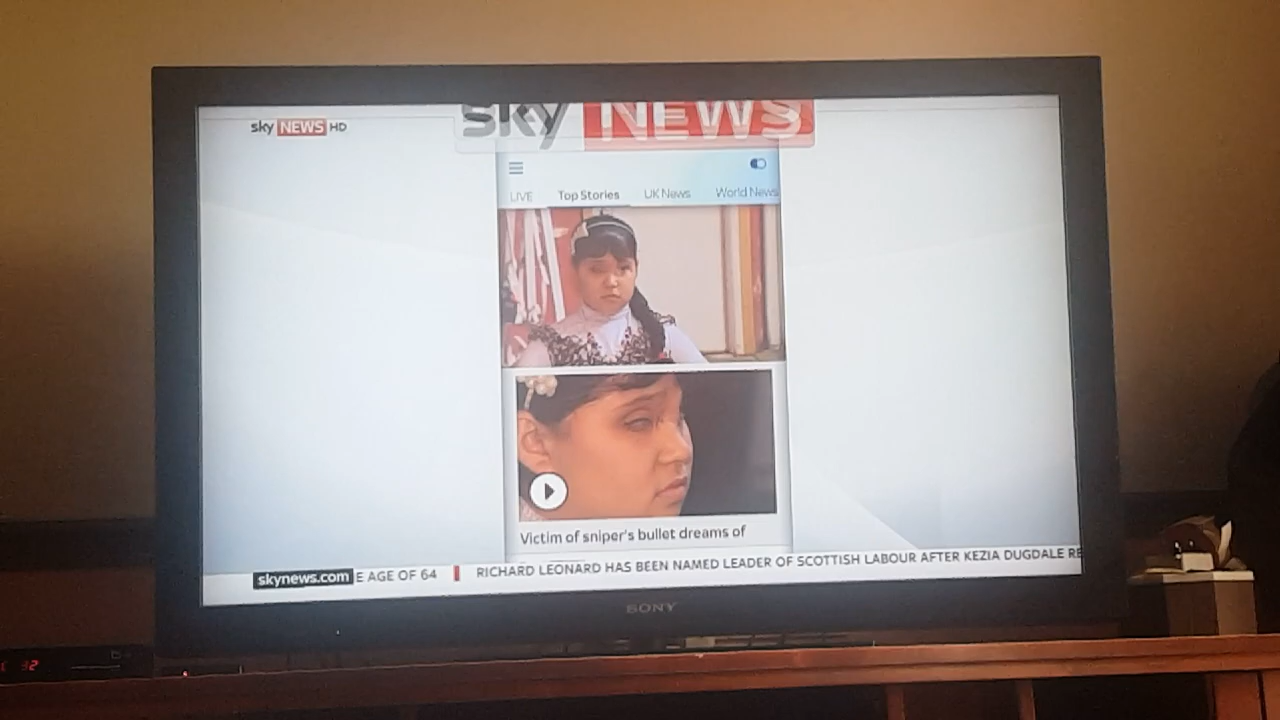 sky NEWS
sky NEWS HD
LIVE Top Stories UK News World News
Victim of sniper's bullet dreams of
skynews.com E AGE OF 64 RICHARD LEONARD HAS BEEN NAMED LEADER OF SCOTTISH LABOUR AFTER KEZIA DUGDALE RE
SONY